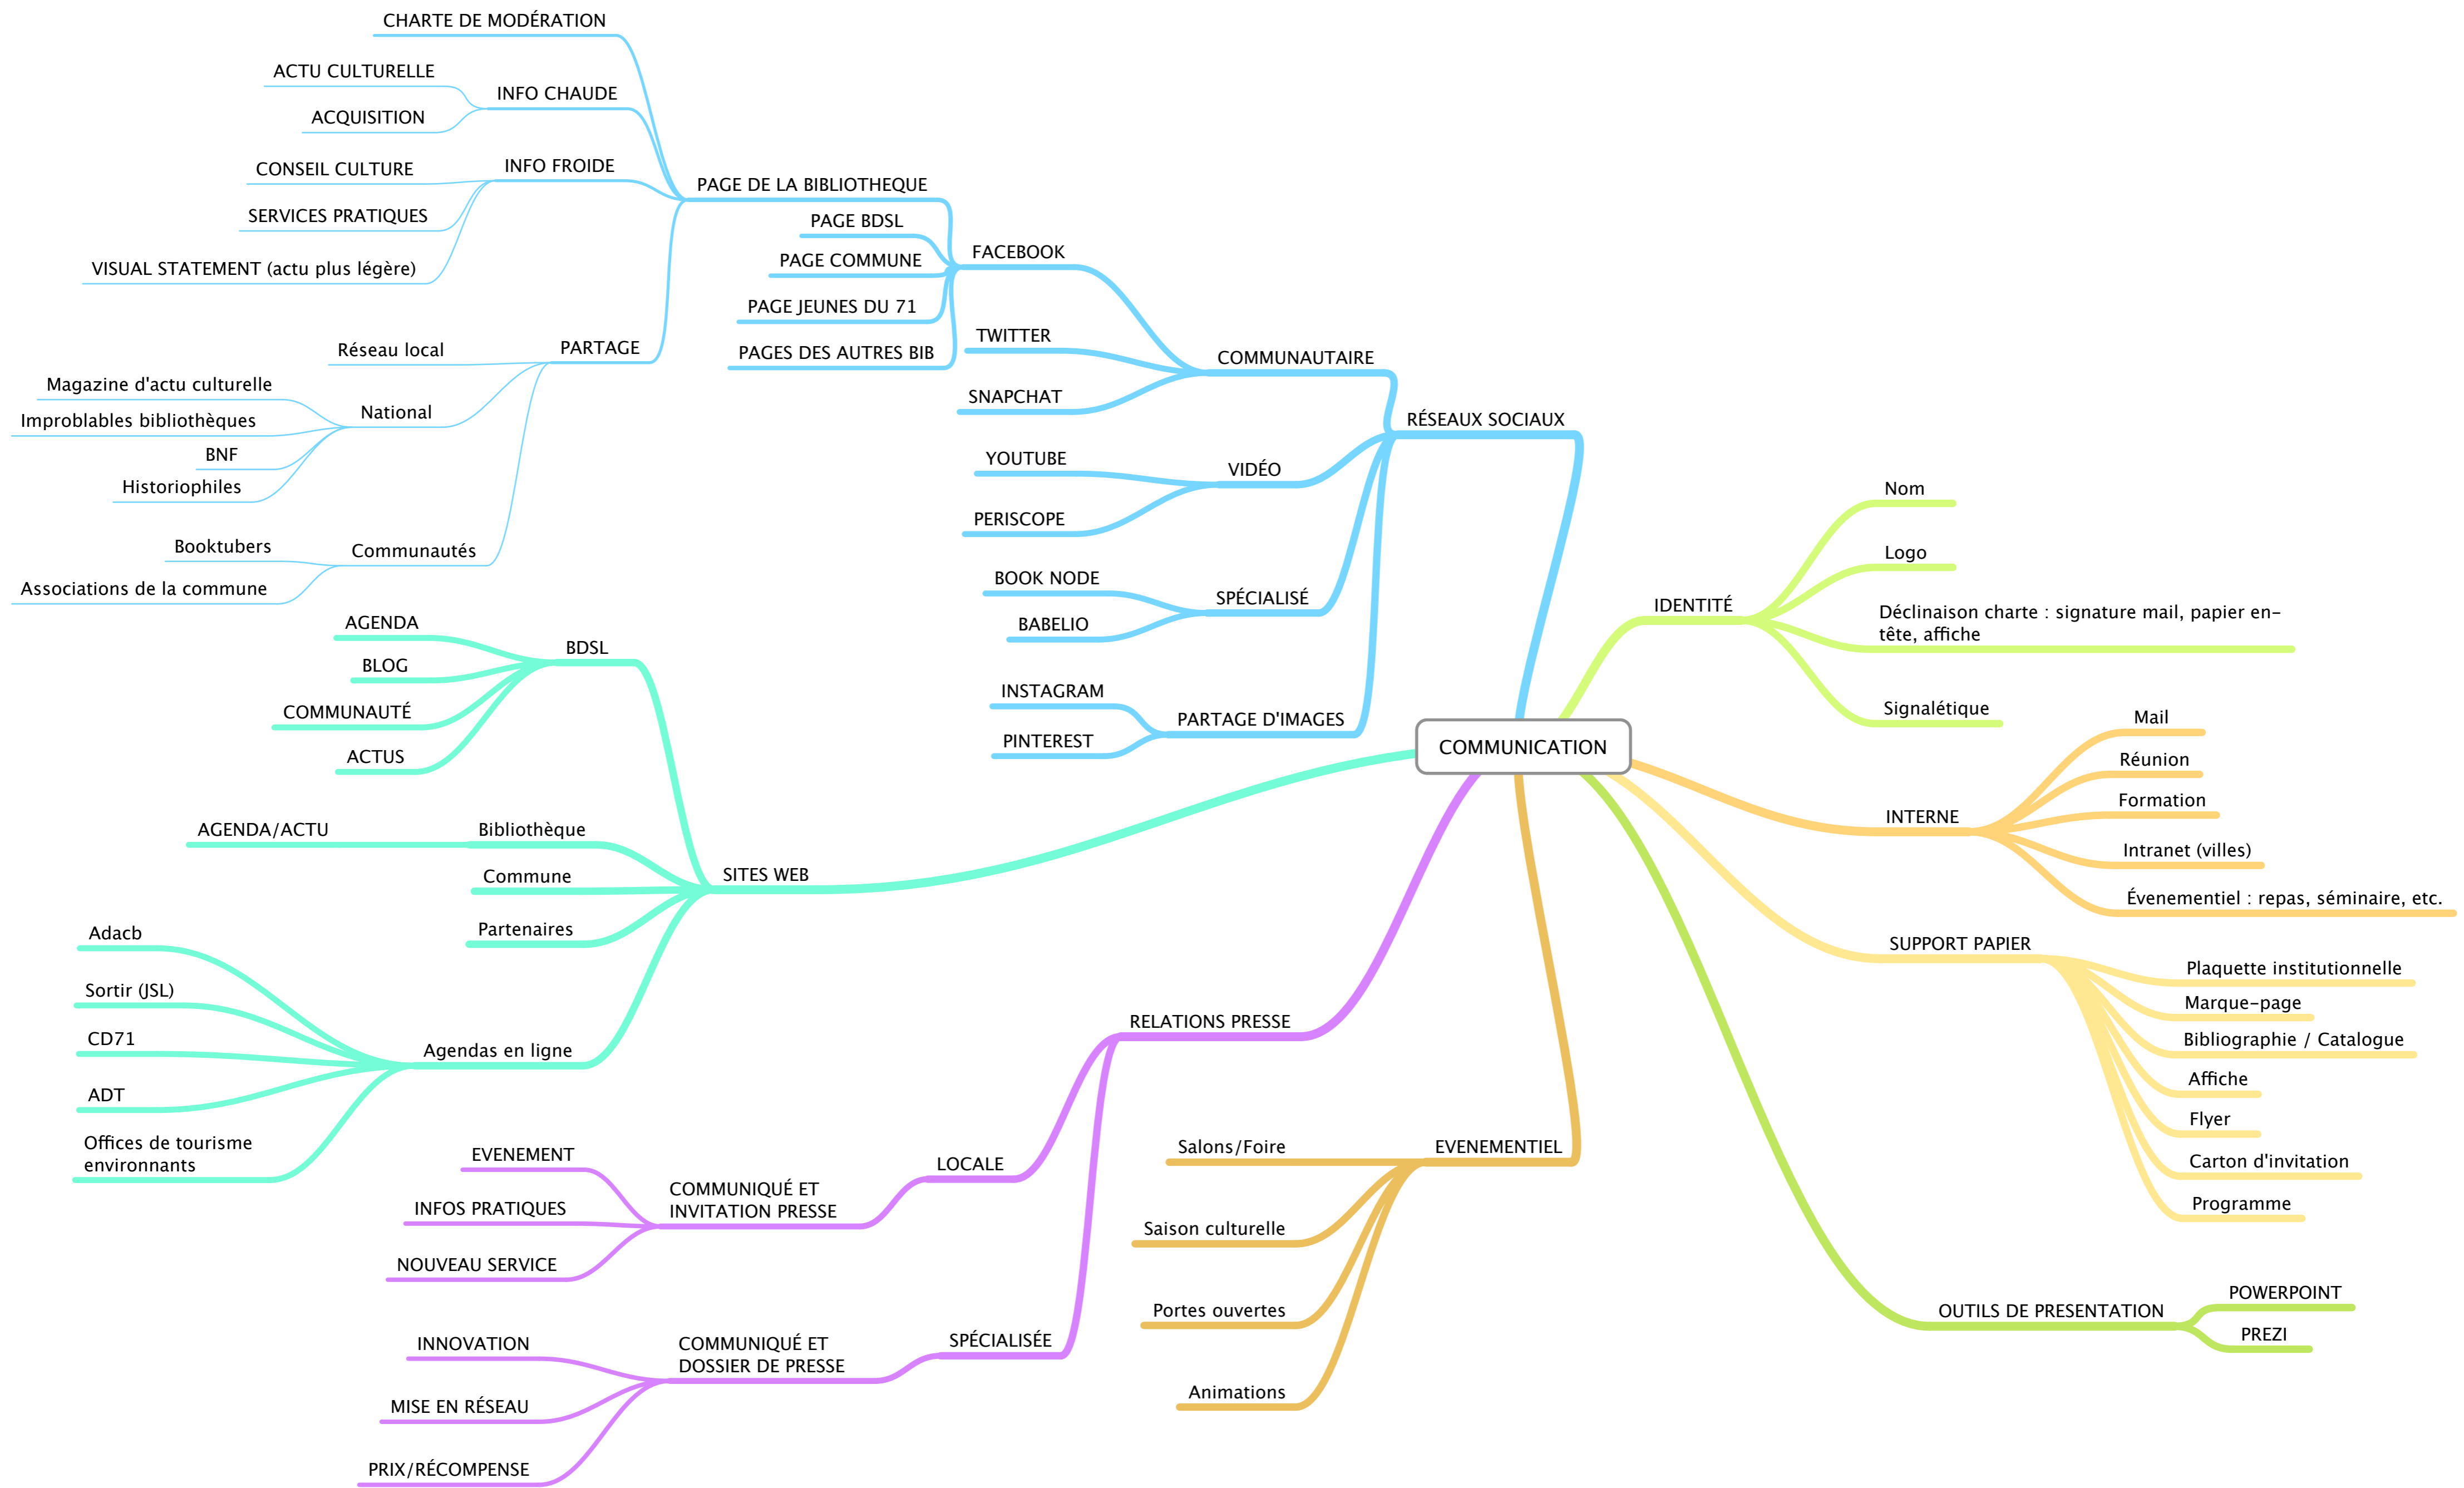 CHARTE DE MODÉRATION
ACTU CULTURELLE
INFO CHAUDE
ACQUISITION
CONSEIL CULTURE
INFO FROIDE
SERVICES PRATIQUES
VISUAL STATEMENT (actu plus légère)
PAGE DE LA BIBLIOTHEQUE
PAGE BDSL
PAGE COMMUNE
PAGE JEUNES DU 71
PAGES DES AUTRES BIB
FACEBOOK
TWITTER
SNAPCHAT
COMMUNAUTAIRE
PARTAGE
Réseau local
Magazine d'actu culturelle
Improblables bibliothèques
National
BNF
Historiophiles
Booktubers
Communautés
Associations de la commune
RÉSEAUX SOCIAUX
YOUTUBE
VIDÉO
PERISCOPE
BOOK NODE
SPÉCIALISÉ
BABELIO
INSTAGRAM
PARTAGE D'IMAGES
PINTEREST
AGENDA
BDSL
BLOG
COMMUNAUTÉ
ACTUS
AGENDA/ACTU
Bibliothèque
Commune
SITES WEB
Partenaires
Adacb
Sortir (JSL)
CD71
Agendas en ligne
ADT
Offices de tourisme
environnants
COMMUNICATION
IDENTITÉ
Nom
Logo
Déclinaison charte : signature mail, papier en-
tête, affiche
Signalétique
INTERNE
Mail
Réunion
Formation
Intranet (villes)
Évenementiel : repas, séminaire, etc.
SUPPORT PAPIER
Plaquette institutionnelle
Marque-page
Bibliographie / Catalogue
Affiche
Flyer
Carton d'invitation
Programme
OUTILS DE PRESENTATION
POWERPOINT
PREZI
RELATIONS PRESSE
LOCALE
COMMUNIQUÉ ET
INVITATION PRESSE
EVENEMENT
INFOS PRATIQUES
NOUVEAU SERVICE
SPÉCIALISÉE
COMMUNIQUÉ ET
DOSSIER DE PRESSE
INNOVATION
MISE EN RÉSEAU
PRIX/RÉCOMPENSE
EVENEMENTIEL
Salons/Foire
Saison culturelle
Portes ouvertes
Animations